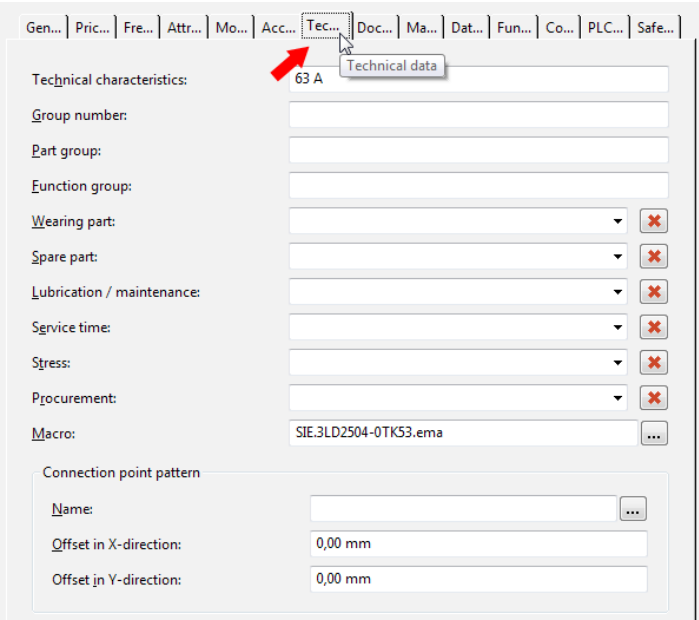 Gen... Pric... Fre... Attr... Mo... Acc... Tec... Doc... Ma... Dat... Fun... Co... PLC... Safe...
Technical data
Technical characteristics: 63 A
Group number:
Part group:
Function group:
Wearing part:
Spare part:
Lubrication / maintenance:
Service time:
Stress:
Procurement:
Macro: SIE.3LD2504-0TK53.ema ...
Connection point pattern
Name: ...
Offset in X-direction: 0,00 mm
Offset in Y-direction: 0,00 mm